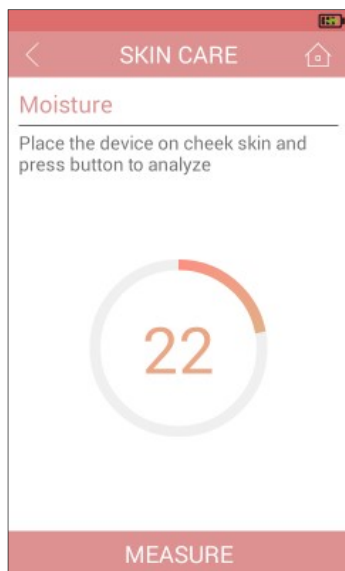 SKIN CARE
Moisture
Place the device on cheek skin and
press button to analyze
22
MEASURE